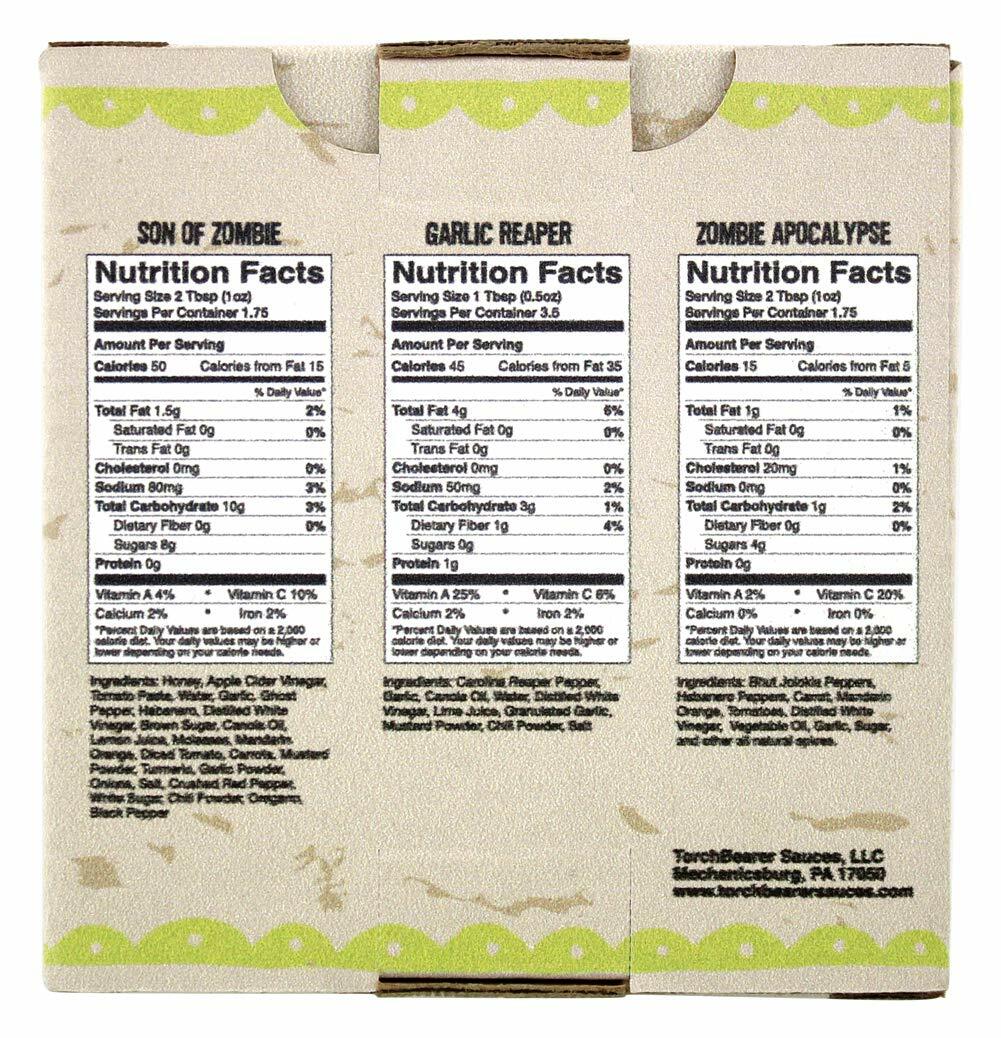 SON OF ZOMBIE
Nutrition Facts
Serving Size 2 Tbsp (1oz)
Servings Per Container 1.75
Amount Per Serving
Calories 50 Calories from Fat 15
% Daily Value*
Total Fat 1.5g 2%
Saturated Fat 0g 0%
Trans Fat 0g
Cholesterol 0mg 0%
Sodium 80mg 3%
Total Carbohydrate 10g 3%
Dietary Fiber 0g 0%
Sugars 8g
Protein 0g
Vitamin A 4% * Vitamin C 10%
Calcium 2% * Iron 2%
*Percent Daily Values are based on a 2,000
calorie diet. Your daily values may be higher or
lower depending on your calorie needs.
Ingredients: Honey, Apple Cider Vinegar,
Tomato Paste, Water, Garlic, Ghost
Pepper, Habanero, Distilled White
Vinegar, Brown Sugar, Canola Oil,
Lemon Juice, Molasses, Mandarin
Orange, Diced Tomato, Carrots, Mustard
Powder, Turmeric, Garlic Powder,
Onions, Salt, Crushed Red Pepper,
White Sugar, Chili Powder, Oregano,
Black Pepper
GARLIC REAPER
Nutrition Facts
Serving Size 1 Tbsp (0.5oz)
Servings Per Container 3.5
Amount Per Serving
Calories 45 Calories from Fat 35
% Daily Value*
Total Fat 4g 6%
Saturated Fat 0g 0%
Trans Fat 0g
Cholesterol 0mg 0%
Sodium 50mg 2%
Total Carbohydrate 3g 1%
Dietary Fiber 1g 4%
Sugars 0g
Protein 1g
Vitamin A 25% * Vitamin C 6%
Calcium 2% * Iron 2%
*Percent Daily Values are based on a 2,000
calorie diet. Your daily values may be higher or
lower depending on your calorie needs.
Ingredients: Carolina Reaper Pepper,
Garlic, Canola Oil, Water, Distilled White
Vinegar, Lime Juice, Granulated Garlic,
Mustard Powder, Chili Powder, Salt
ZOMBIE APOCALYPSE
Nutrition Facts
Serving Size 2 Tbsp (1oz)
Servings Per Container 1.75
Amount Per Serving
Calories 15 Calories from Fat 5
% Daily Value*
Total Fat 1g 1%
Saturated Fat 0g 0%
Trans Fat 0g
Cholesterol 20mg 1%
Sodium 0mg 0%
Total Carbohydrate 1g 2%
Dietary Fiber 0g 0%
Sugars 4g
Protein 0g
Vitamin A 2% * Vitamin C 20%
Calcium 0% * Iron 0%
*Percent Daily Values are based on a 2,000
calorie diet. Your daily values may be higher or
lower depending on your calorie needs.
Ingredients: Bhut Jolokia Peppers,
Habanero Peppers, Carrot, Mandarin
Orange, Tomatoes, Distilled White
Vinegar, Vegetable Oil, Garlic, Sugar,
and other all natural spices.
TorchBearer Sauces, LLC
Mechanicsburg, PA 17050
www.torchbearersauces.com